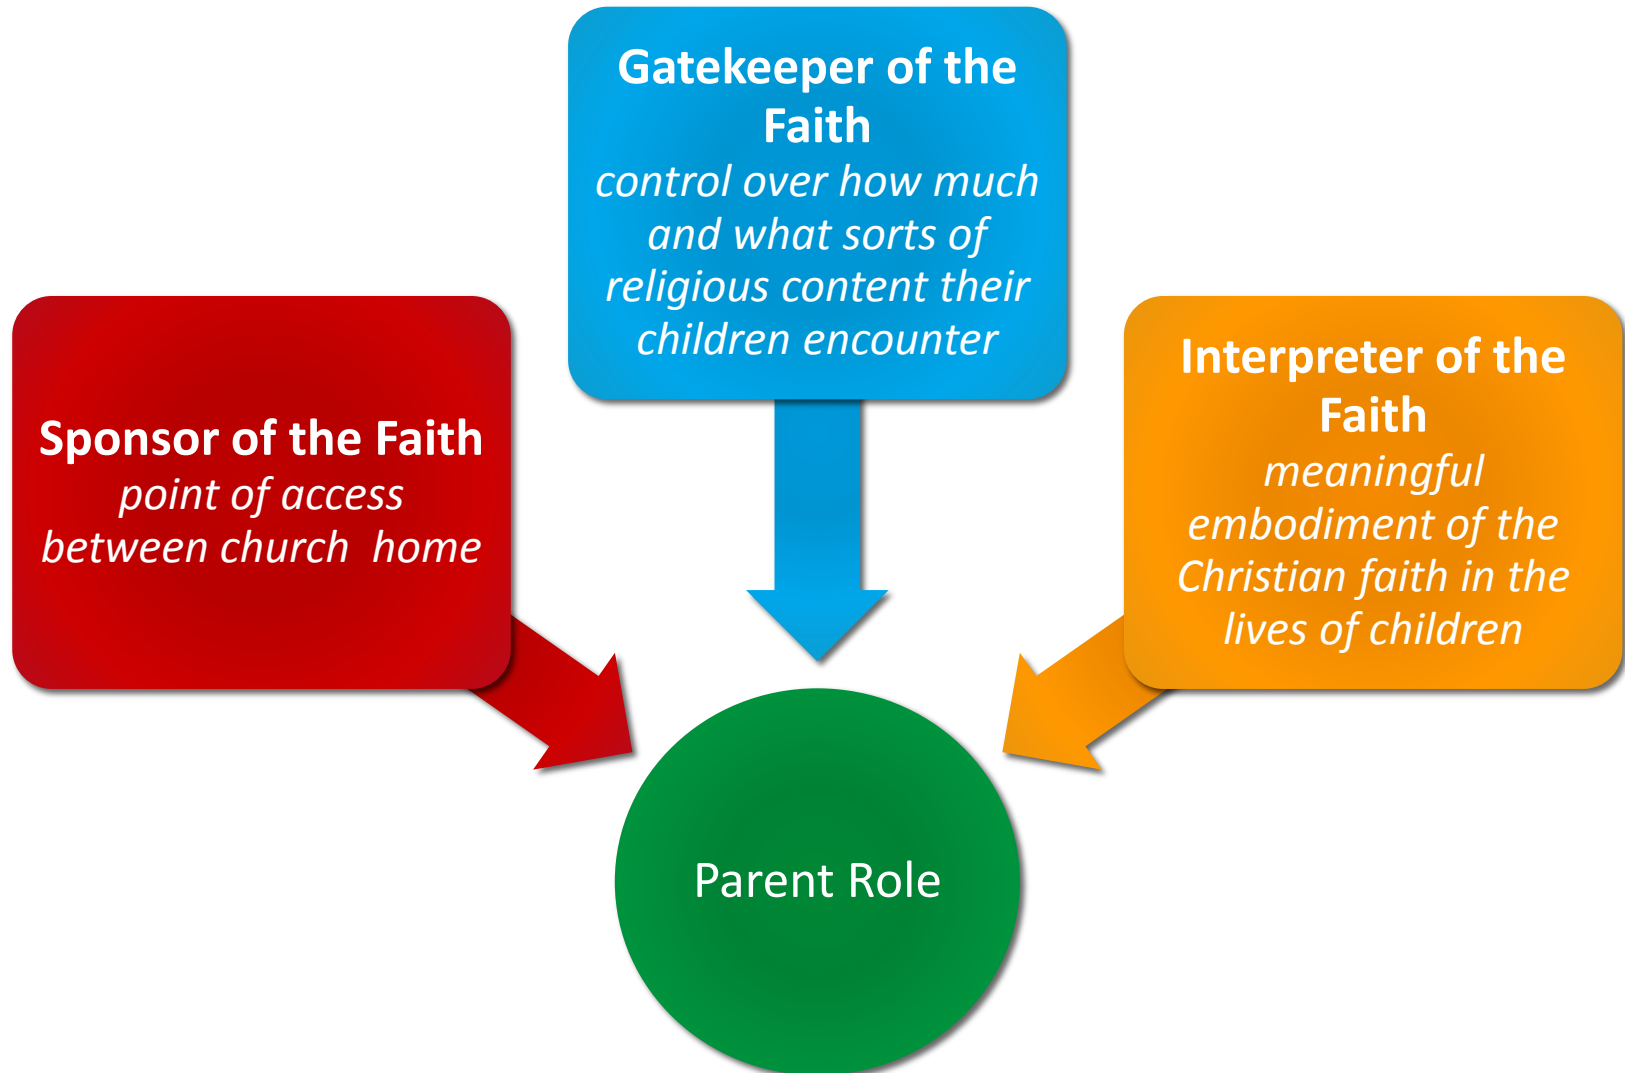 Gatekeeper of the
Faith
control over how much
and what sorts of
religious content their
children encounter
Sponsor of the Faith
point of access
between church  home
Interpreter of the
Faith
meaningful
embodiment of the
Christian faith in the
lives of children
Parent Role